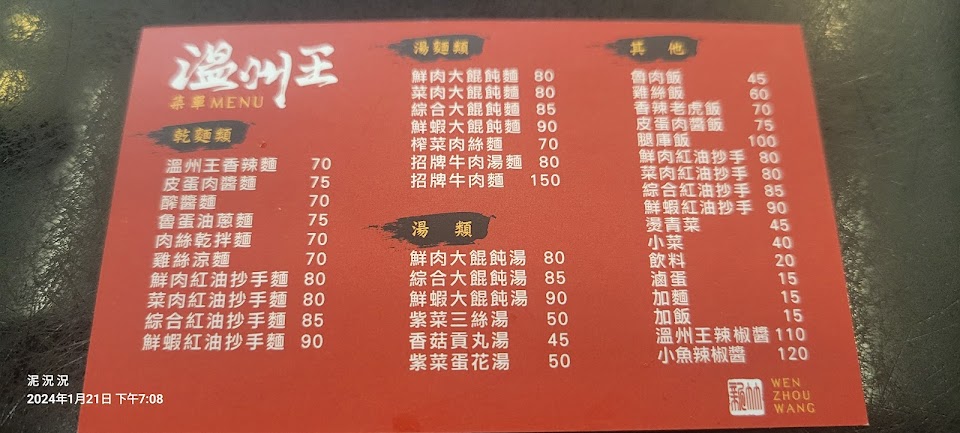 溫州王
菜單MENU
乾麵類
溫州王香辣麵 70
皮蛋肉醬麵 75
醡醬麵 70
魯蛋油蔥麵 75
肉絲乾拌麵 70
雞絲涼麵 70
鮮肉紅油抄手麵 80
菜肉紅油抄手麵 80
綜合紅油抄手麵 85
鮮蝦紅油抄手麵 90
湯麵類
鮮肉大餛飩麵 80
菜肉大餛飩麵 80
綜合大餛飩麵 85
鮮蝦大餛飩麵 90
榨菜肉絲麵 70
招牌牛肉湯麵 80
招牌牛肉麵 150
湯 類
鮮肉大餛飩湯 80
綜合大餛飩湯 85
鮮蝦大餛飩湯 90
紫菜三絲湯 50
香菇貢丸湯 45
紫菜蛋花湯 50
其 他
魯肉飯 45
雞絲飯 60
香辣老虎飯 70
皮蛋肉醬飯 75
腿庫飯 100
鮮肉紅油抄手 80
菜肉紅油抄手 80
綜合紅油抄手 85
鮮蝦紅油抄手 90
燙青菜 45
小菜 40
飲料 20
滷蛋 15
加麵 15
加飯 15
溫州王辣椒醬 110
小魚辣椒醬 120
WEN
ZHOU
WANG
泥況況
2024年1月21日 下午7:08